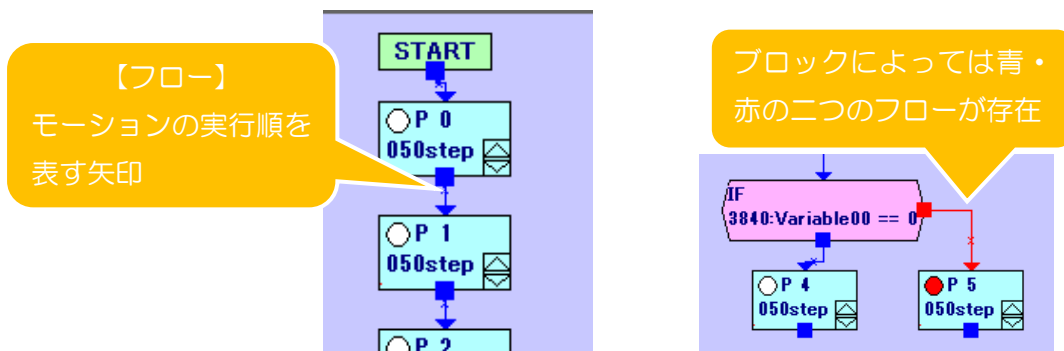 【フロー】
モーションの実行順を
表す矢印
START
P 0
050step
P 1
050step
P 2
ブロックによっては青・
赤の二つのフローが存在
IF
3840:Variable00 == 0
P 4
050step
P 5
050step